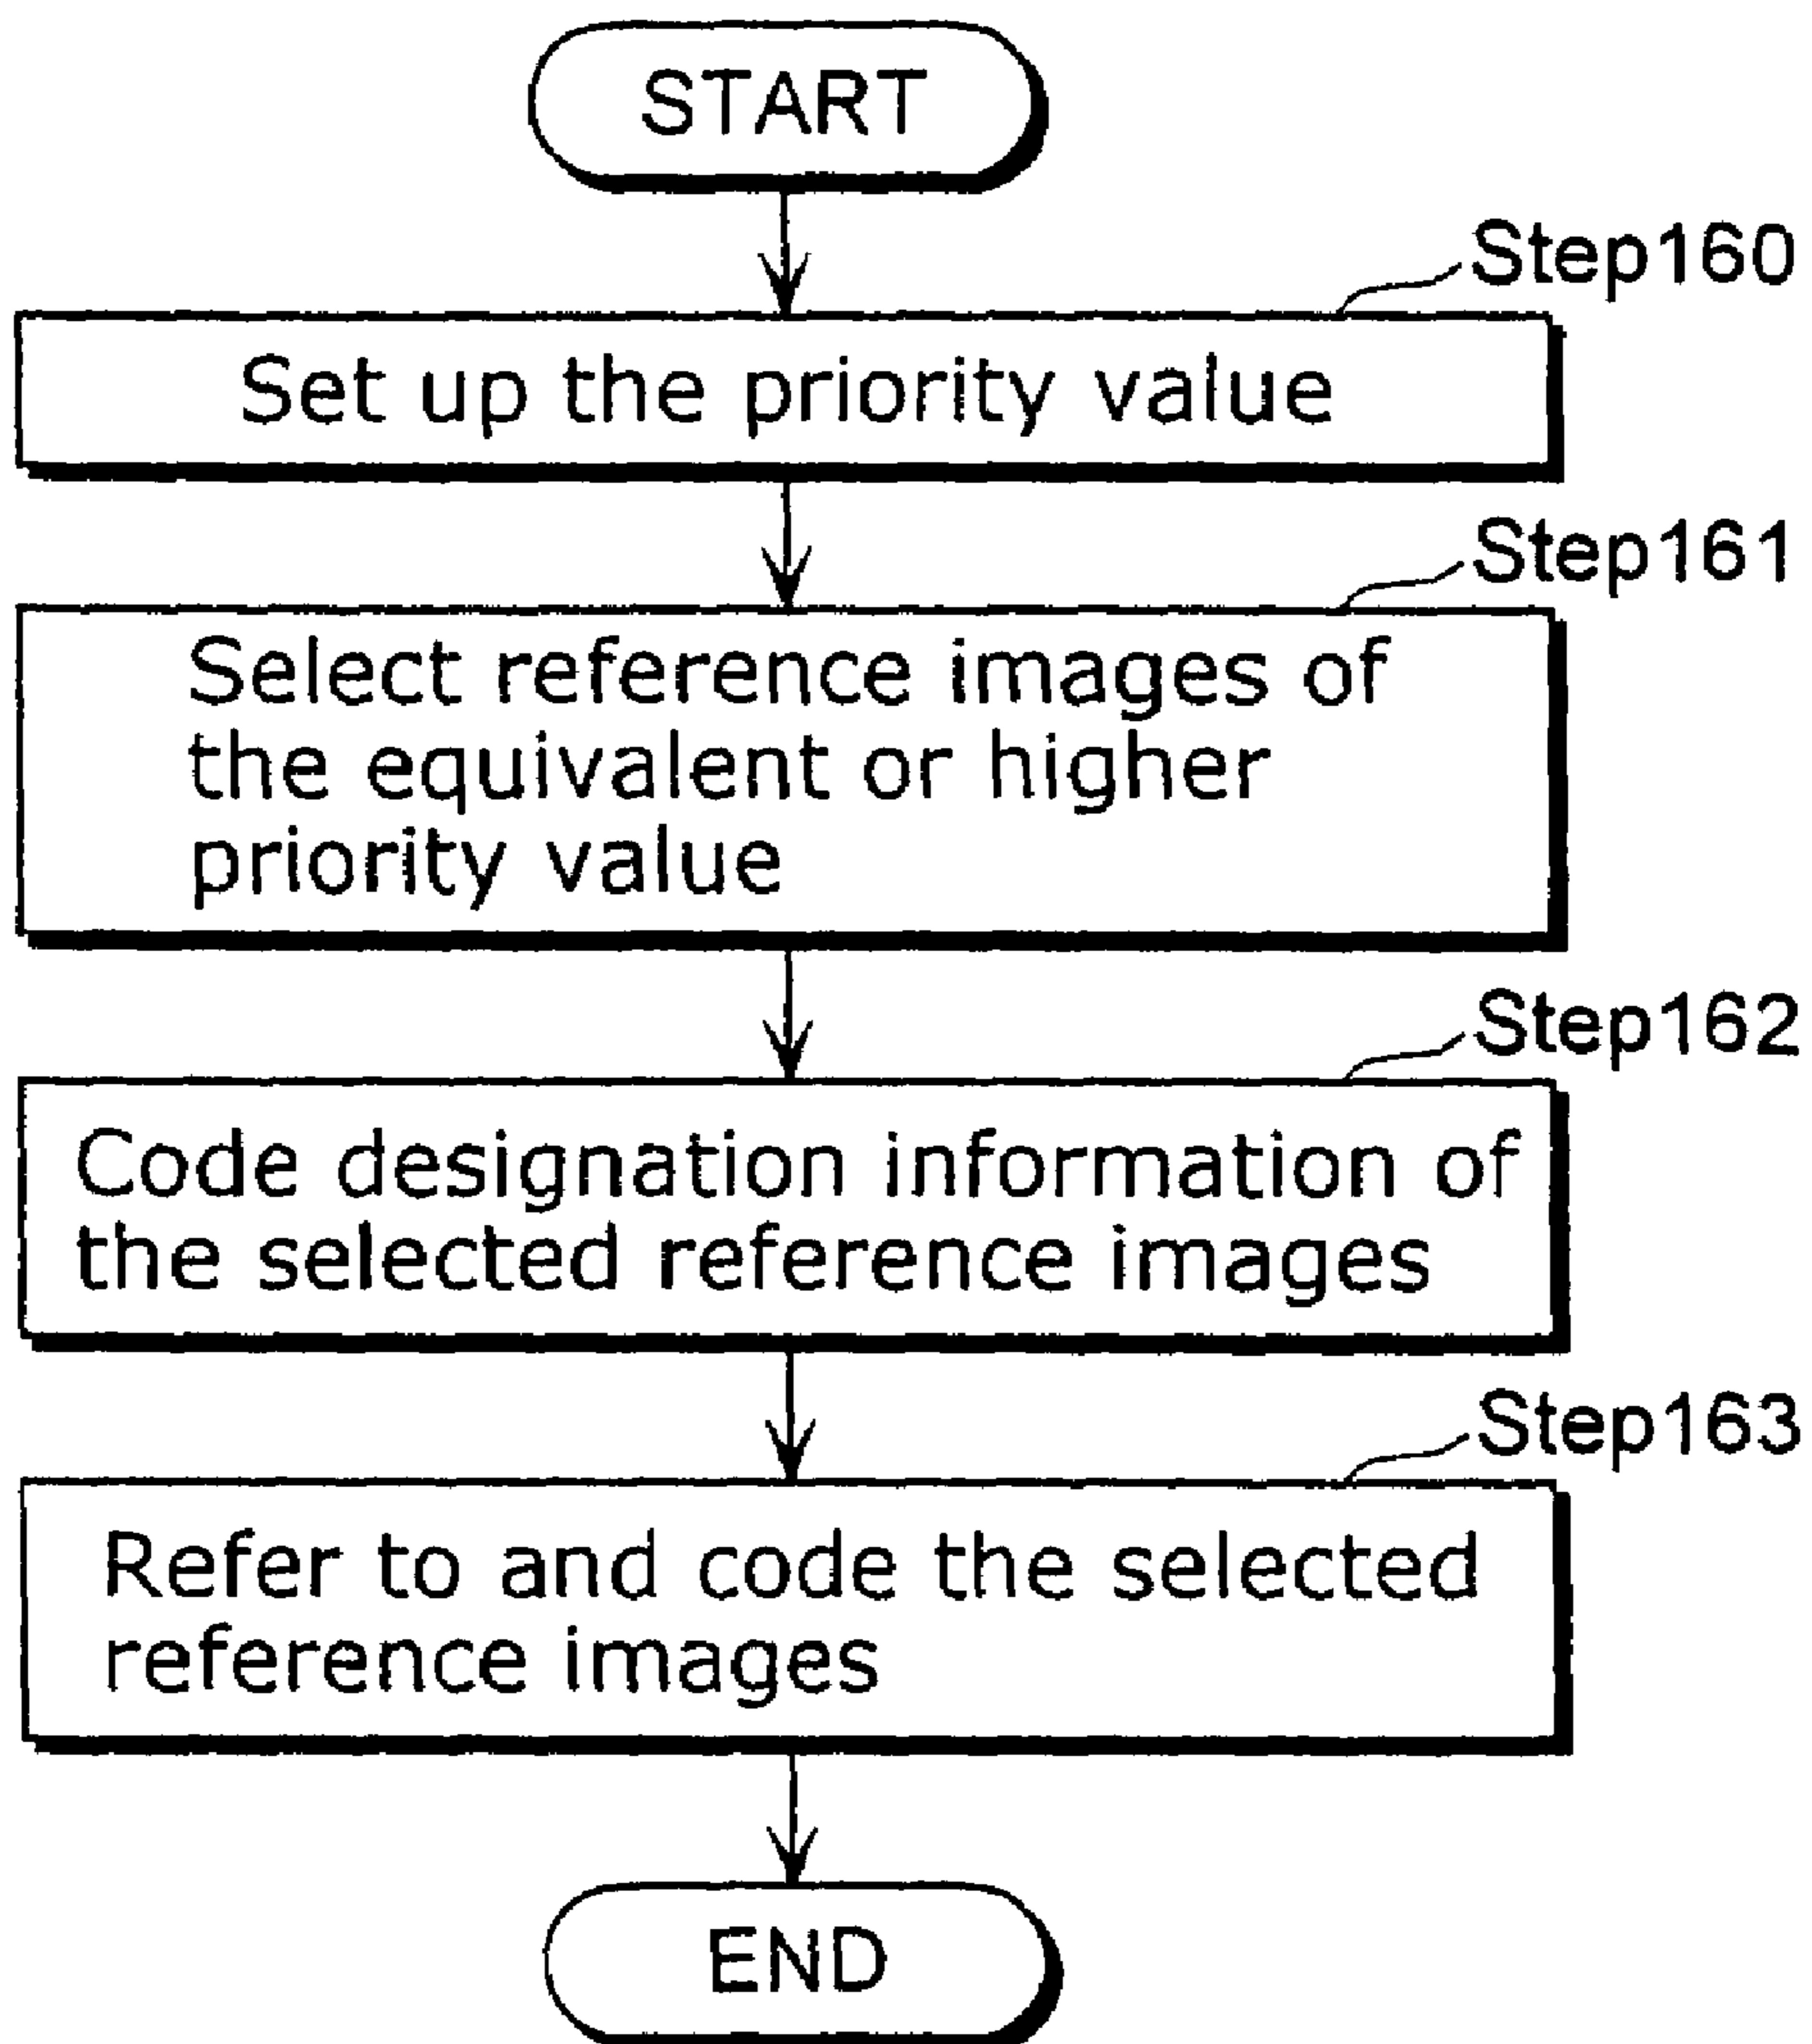 START
Step160
Set up the priority value
Step161
Select reference images of
the equivalent or higher
priority value
Step162
Code designation information of
the selected reference images
Step163
Refer to and code the selected
reference images
END